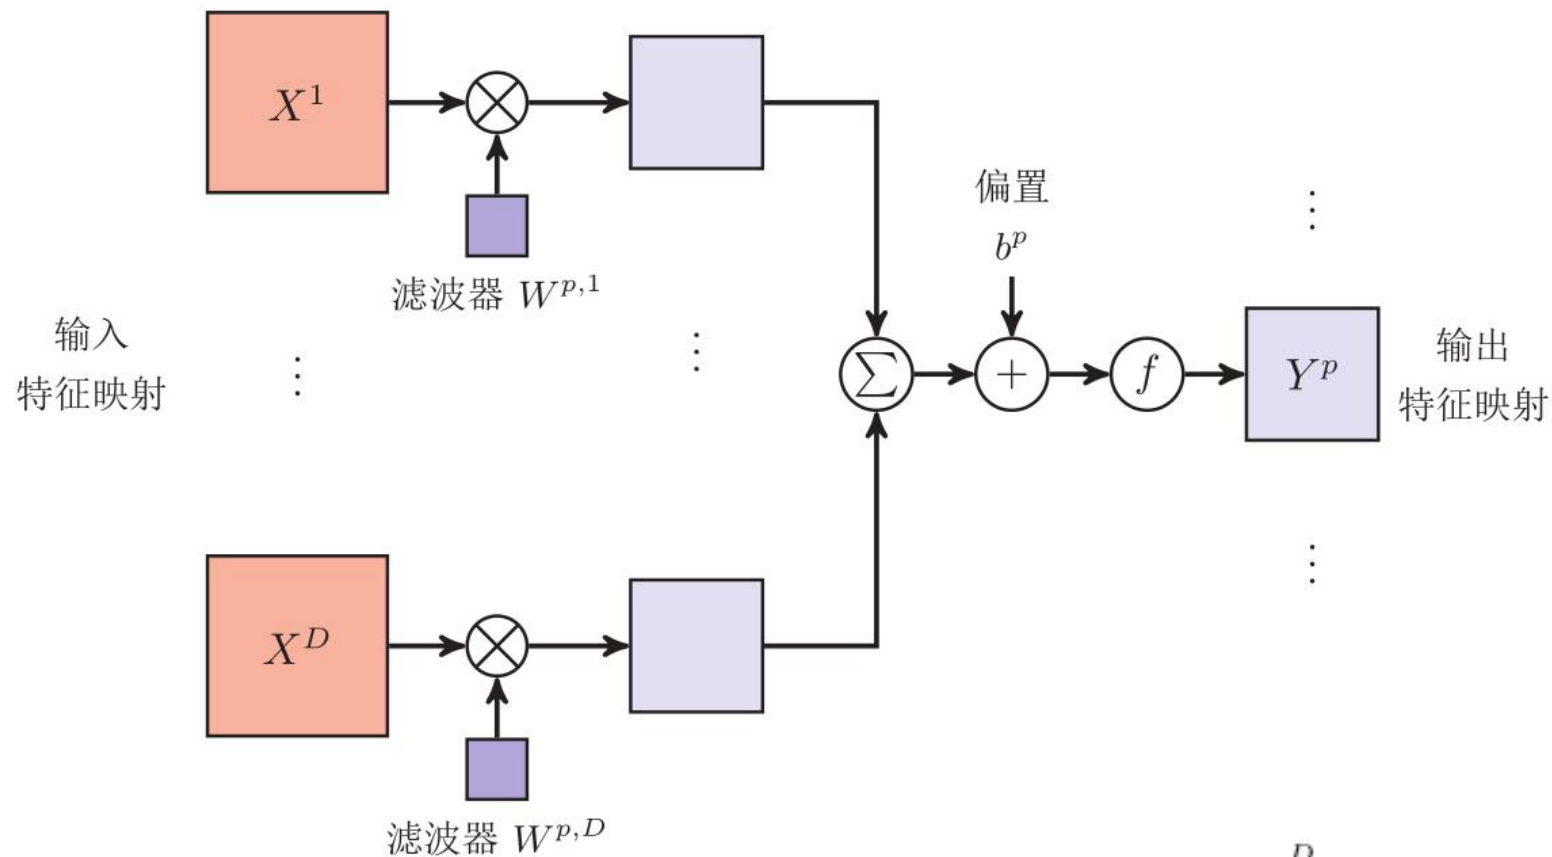 X^1
滤波器 W^{p,1}
输入
特征映射
⋮
⋮
X^D
滤波器 W^{p,D}
∑
偏置
b^p
+
f
⋮
Y^p
⋮
输出
特征映射
D